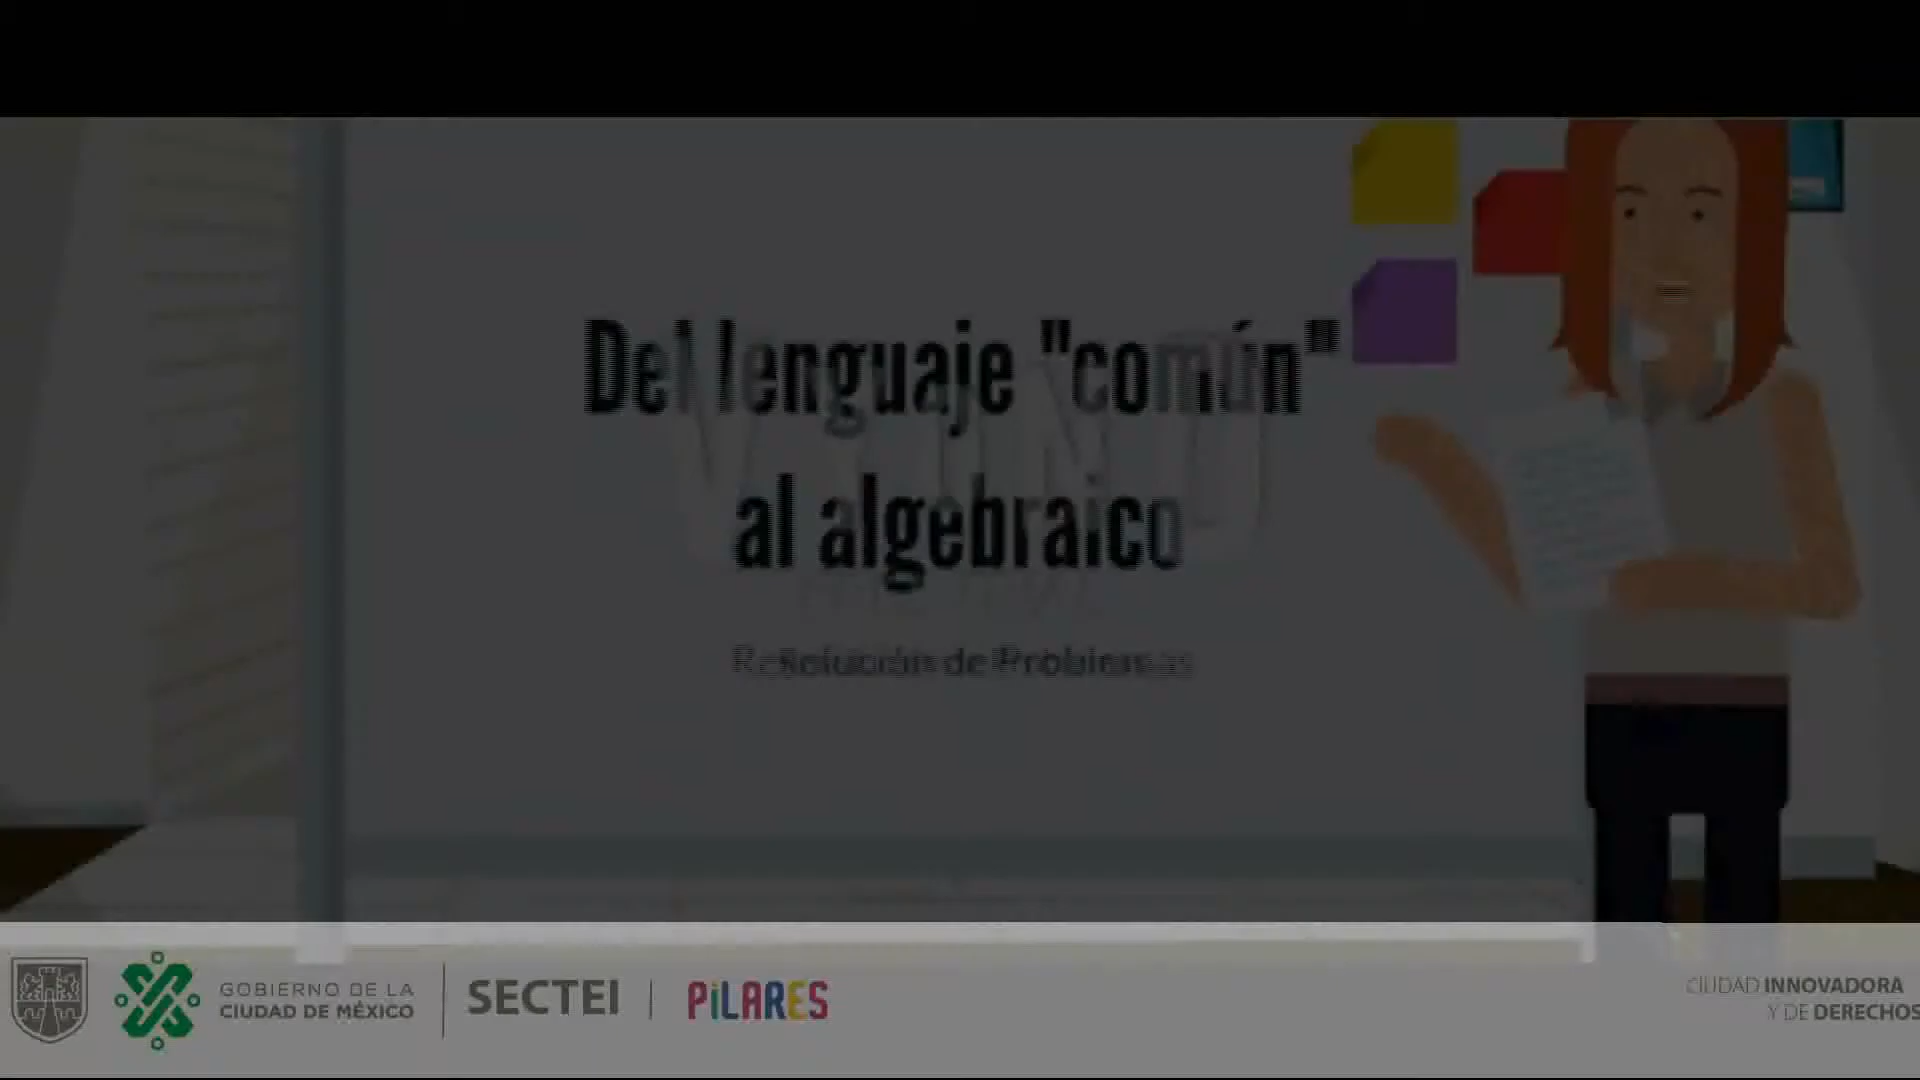 Del lenguaje "común"
al algebraico
Resolución de Problemas
GOBIERNO DE LA
CIUDAD DE MÉXICO
SECTEI
PiLARES
CIUDAD INNOVADORA
Y DE DERECHOS